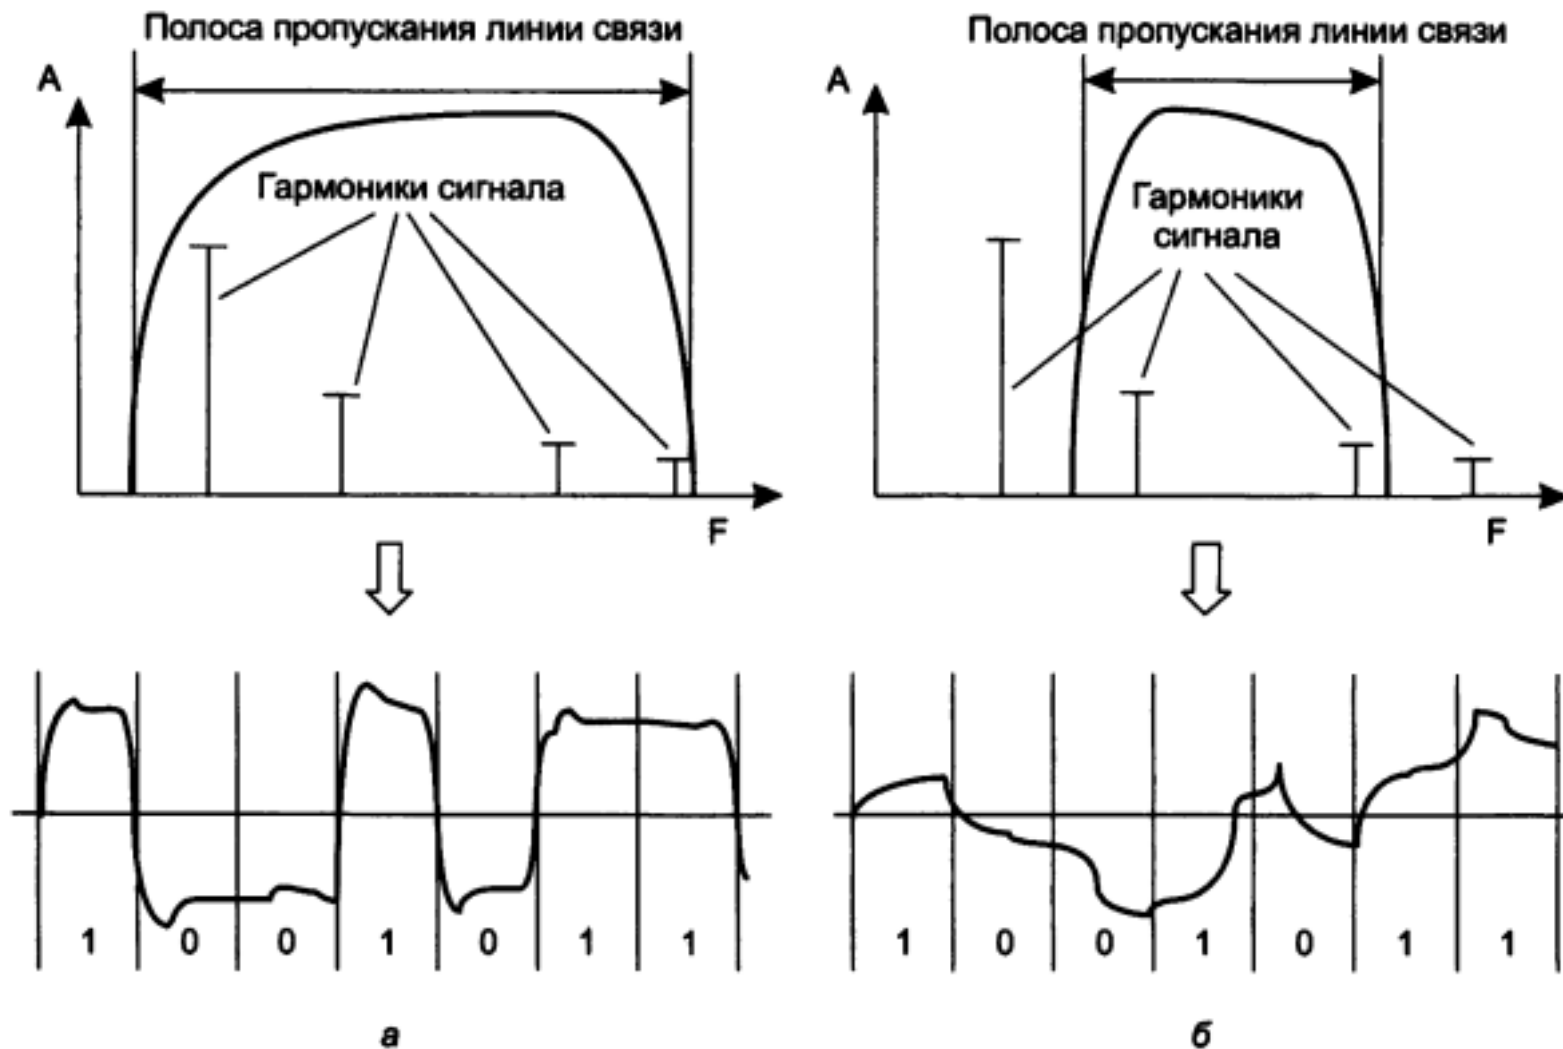 Полоса пропускания линии связи
A
Гармоники сигнала
F
1 0 0 1 0 1 1
а
Полоса пропускания линии связи
A
Гармоники
сигнала
F
1 0 0 1 0 1 1
б